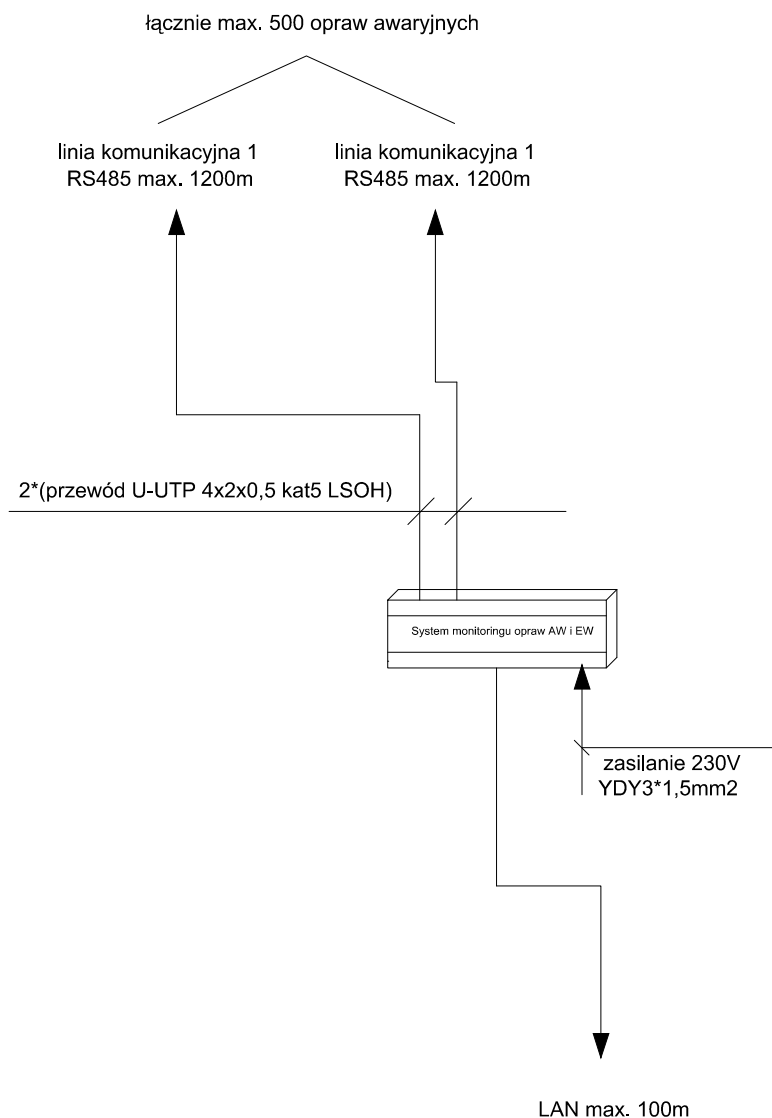 łącznie max. 500 opraw awaryjnych
linia komunikacyjna 1
RS485 max. 1200m
linia komunikacyjna 1
RS485 max. 1200m
2*(przewód U-UTP 4x2x0,5 kat5 LSOH)
System monitoringu opraw AW i EW
zasilanie 230V
YDY3*1,5mm2
LAN max. 100m